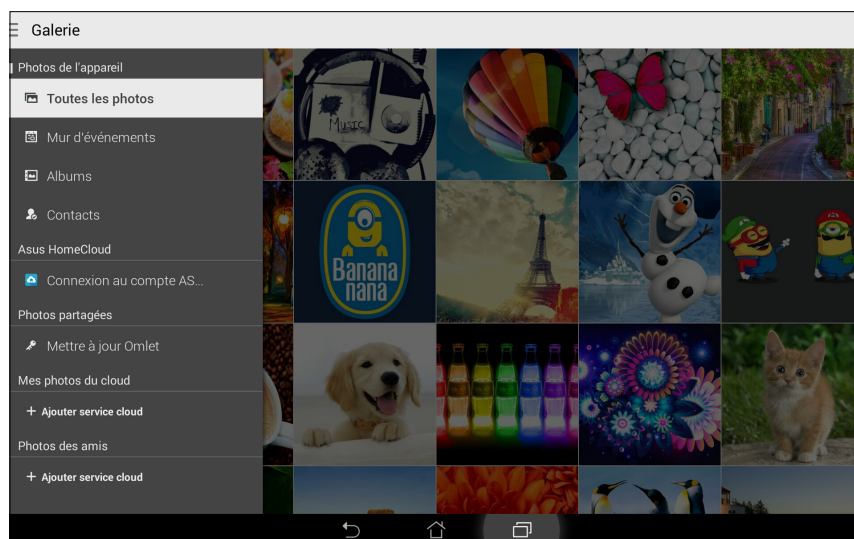 Galerie
Photos de l'appareil
Toutes les photos
Mur d'événements
Albums
Contacts
Asus HomeCloud
Connexion au compte AS...
Photos partagées
Mettre à jour Omlet
Mes photos du cloud
+ Ajouter service cloud
Photos des amis
+ Ajouter service cloud
Music
Banana
nana